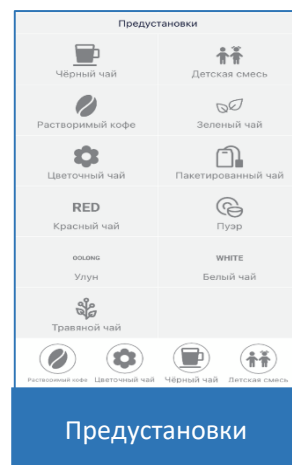 Предустановки
Чёрный чай
Детская смесь
Растворимый кофе
Зеленый чай
Цветочный чай
Пакетированный чай
RED
Красный чай
Пуэр
OOLONG
WHITE
Улун
Белый чай
Травяной чай
Растворимый кофе Цветочный чай Чёрный чай Детская смесь
Предустановки